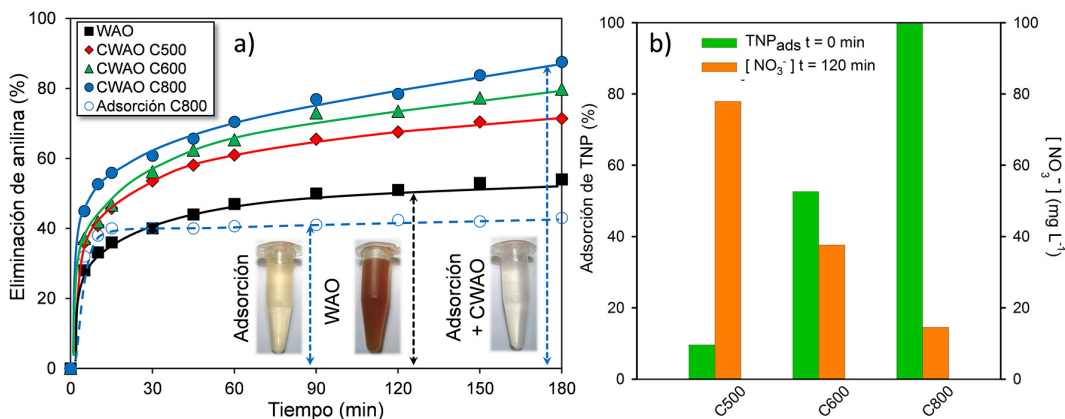 a)
WAO
CWAO C500
CWAO C600
CWAO C800
Adsorción C800
Eliminación de anilina (%)
100
80
60
40
20
0
0
30
60
90
120
150
180
Tiempo (min)
Adsorción
WAO
Adsorción
+ CWAO
b)
TNPads t = 0 min
[ NO3- ] t = 120 min
Adsorción de TNP (%)
100
80
60
40
20
0
C500
C600
C800
100
80
60
40
20
0
[ NO3- ] (mg L-1)